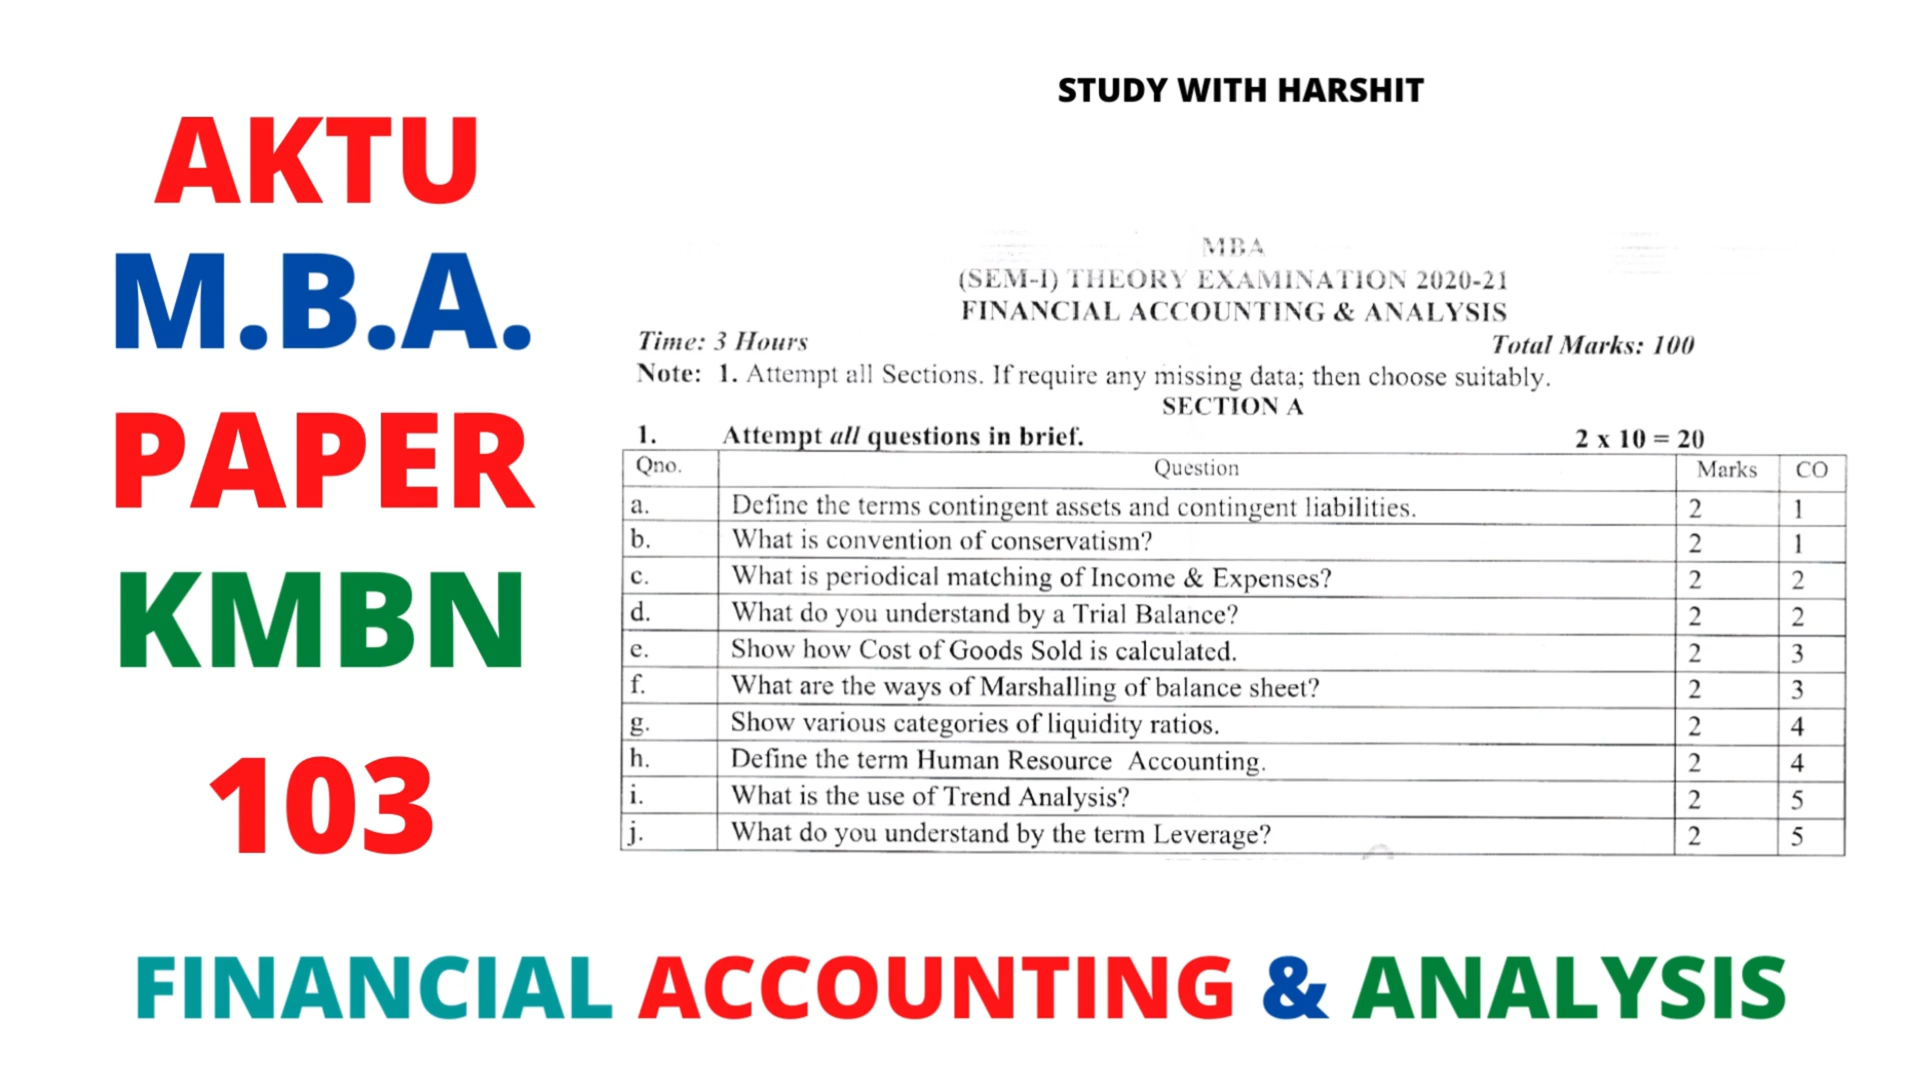 STUDY WITH HARSHIT
AKTU
M.B.A.
PAPER
KMBN
103
MBA
(SEM-I) THEORY EXAMINATION 2020-21
FINANCIAL ACCOUNTING & ANALYSIS
Time: 3 Hours Total Marks: 100
Note: 1. Attempt all Sections. If require any missing data; then choose suitably.
SECTION A
1. Attempt all questions in brief. 2 x 10 = 20
Qno. Question Marks CO
a. Define the terms contingent assets and contingent liabilities. 2 1
b. What is convention of conservatism? 2 1
c. What is periodical matching of Income & Expenses? 2 2
d. What do you understand by a Trial Balance? 2 2
e. Show how Cost of Goods Sold is calculated. 2 3
f. What are the ways of Marshalling of balance sheet? 2 3
g. Show various categories of liquidity ratios. 2 4
h. Define the term Human Resource Accounting. 2 4
i. What is the use of Trend Analysis? 2 5
j. What do you understand by the term Leverage? 2 5
FINANCIAL ACCOUNTING & ANALYSIS